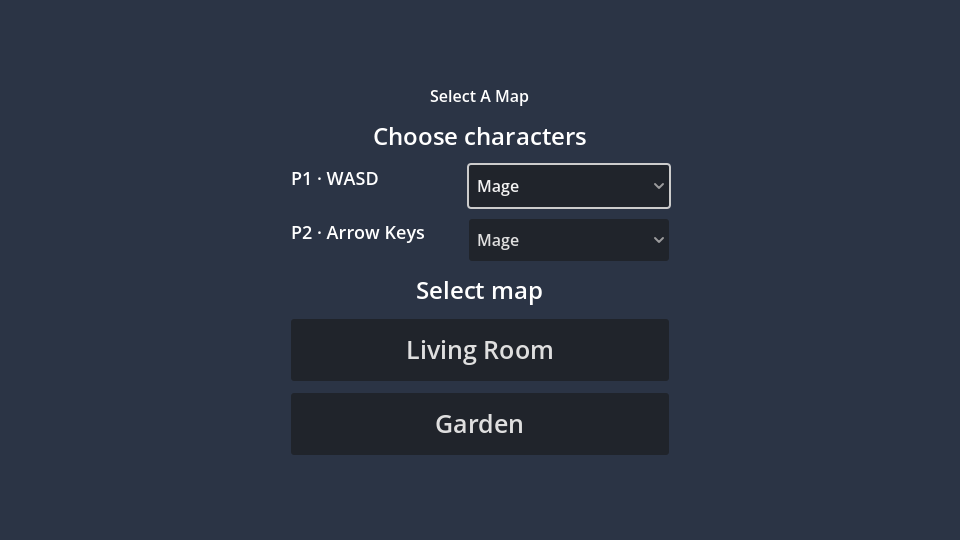 Select A Map
Choose characters
P1 · WASD
Mage
P2 · Arrow Keys
Mage
Select map
Living Room
Garden